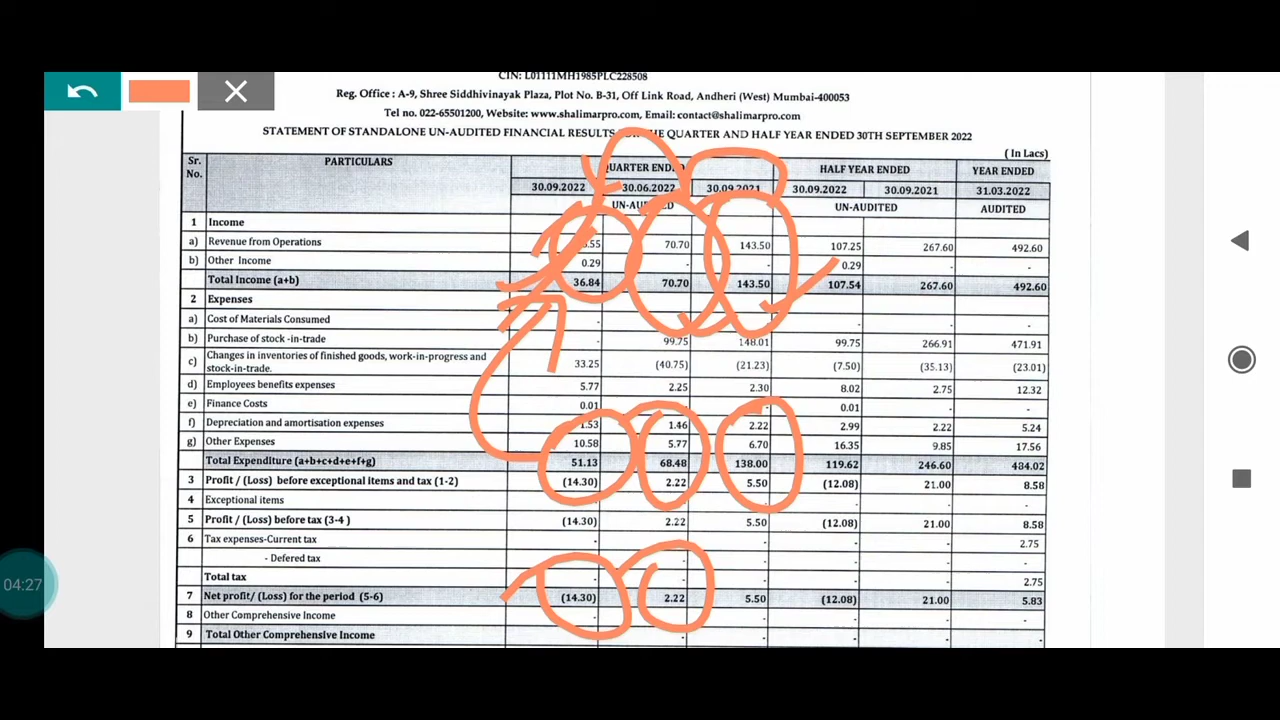 CIN: L01111MH1985PLC228508
Reg. Office : A-9, Shree Siddhivinayak Plaza, Plot No. B-31, Off Link Road, Andheri (West) Mumbai-400053
Tel no. 022-65501200, Website: www.shalimarpro.com, Email: contact@shalimarpro.com
STATEMENT OF STANDALONE UN-AUDITED FINANCIAL RESULTS THE QUARTER AND HALF YEAR ENDED 30TH SEPTEMBER 2022
( In Lacs)
Sr. No. PARTICULARS QUARTER ENDED HALF YEAR ENDED YEAR ENDED
30.09.2022 30.06.2022 30.09.2021 30.09.2022 30.09.2021 31.03.2022
UN-AUDITED UN-AUDITED AUDITED
1 Income
a) Revenue from Operations .55 70.70 143.50 107.25 267.60 492.60
b) Other Income 0.29 - - 0.29 - -
Total Income (a+b) 36.84 70.70 143.50 107.54 267.60 492.60
2 Expenses
a) Cost of Materials Consumed - - - - -
b) Purchase of stock -in-trade - 99.75 148.01 99.75 266.91 471.91
c) Changes in inventories of finished goods, work-in-progress and
stock-in-trade. 33.25 (40.75) (21.23) (7.50) (35.13) (23.01)
d) Employees benefits expenses 5.77 2.25 2.30 8.02 2.75 12.32
e) Finance Costs 0.01 - 0.01 - -
f) Depreciation and amortisation expenses 1.53 1.46 2.22 2.99 2.22 5.24
g) Other Expenses 10.58 5.77 6.70 16.35 9.85 17.56
Total Expenditure (a+b+c+d+e+f+g) 51.13 68.48 138.00 119.62 246.60 484.02
3 Profit / (Loss) before exceptional items and tax (1-2) (14.30) 2.22 5.50 (12.08) 21.00 8.58
4 Exceptional items - - - -
5 Profit / (Loss) before tax (3-4 ) (14.30) 2.22 5.50 (12.08) 21.00 8.58
6 Tax expenses-Current tax - - - - - 2.75
- Defered tax - - - - -
Total tax - - - - - 2.75
7 Net profit/ (Loss) for the period (5-6) (14.30) 2.22 5.50 (12.08) 21.00 5.83
8 Other Comprehensive Income - - - - - -
9 Total Other Comprehensive Income - - - - -
04:27